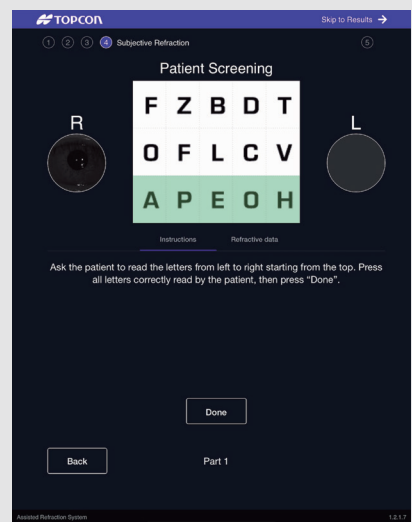 TOPCON Skip to Results →
1 2 3 4 Subjective Refraction 5
Patient Screening
R L
F Z B D T
O F L C V
A P E O H
Instructions Refractive data
Ask the patient to read the letters from left to right starting from the top. Press
all letters correctly read by the patient, then press “Done”.
Done
Back Part 1
Assisted Refraction System 1.2.1.7